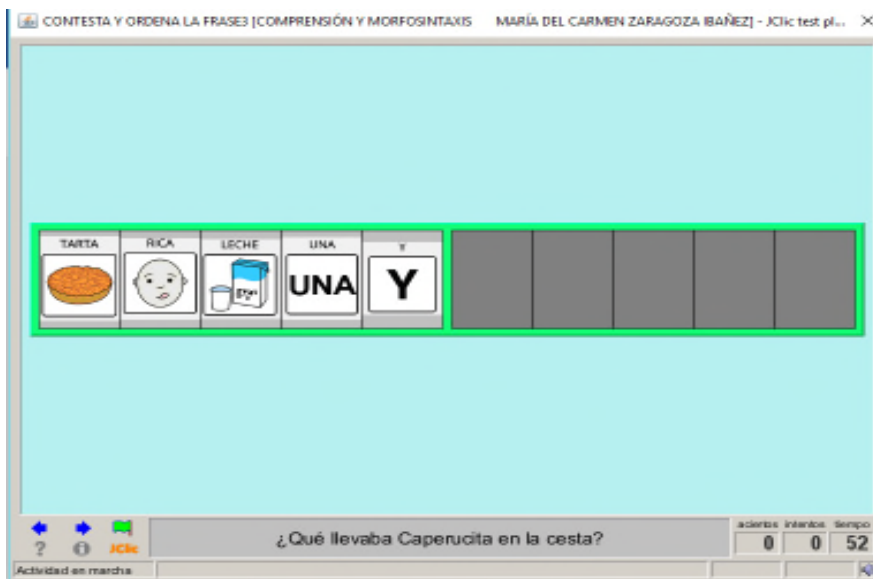 CONTESTA Y ORDENA LA FRASE3 [COMPRENSIÓN Y MORFOSINTAXIS MARÍA DEL CARMEN ZARAGOZA IBAÑEZ] - JClic test pl...
TARTA RICA LECHE UNA Y
UNA Y
¿Qué llevaba Caperucita en la cesta?
aciertos intentos tiempo
0 0 52
JClic
Actividad en marcha